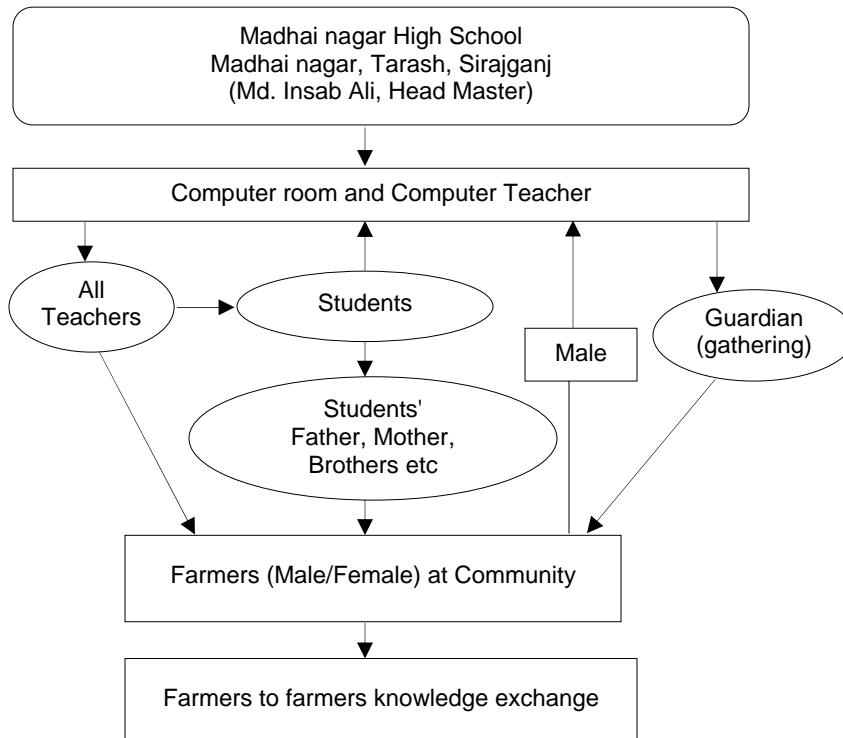 Madhai nagar High School
Madhai nagar, Tarash, Sirajganj
(Md. Insab Ali, Head Master)
Computer room and Computer Teacher
All
Teachers
Students
Male
Guardian
(gathering)
Students'
Father, Mother,
Brothers etc
Farmers (Male/Female) at Community
Farmers to farmers knowledge exchange